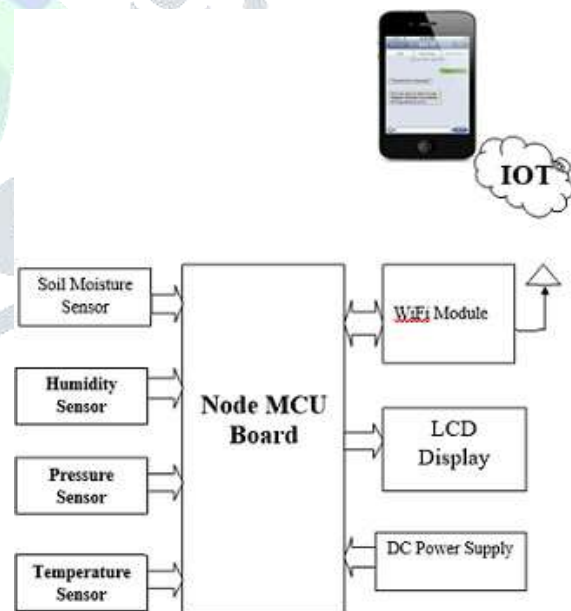 IOT
Soil Moisture
Sensor
Humidity
Sensor
Pressure
Sensor
Temperature
Sensor
Node MCU
Board
WiFi Module
LCD
Display
DC Power Supply